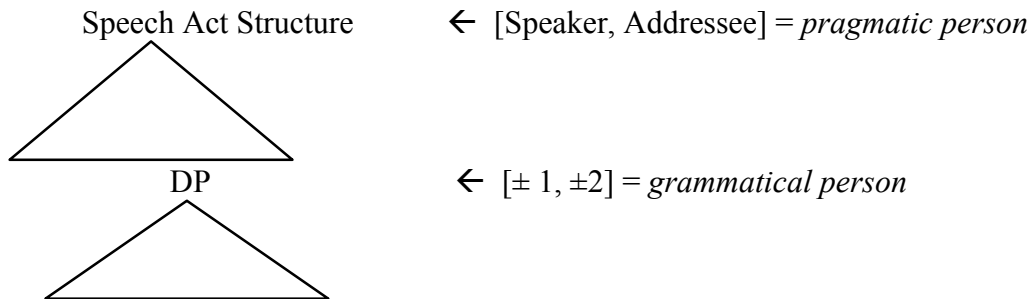 Speech Act Structure ← [Speaker, Addressee] = pragmatic person
DP ← [± 1, ±2] = grammatical person